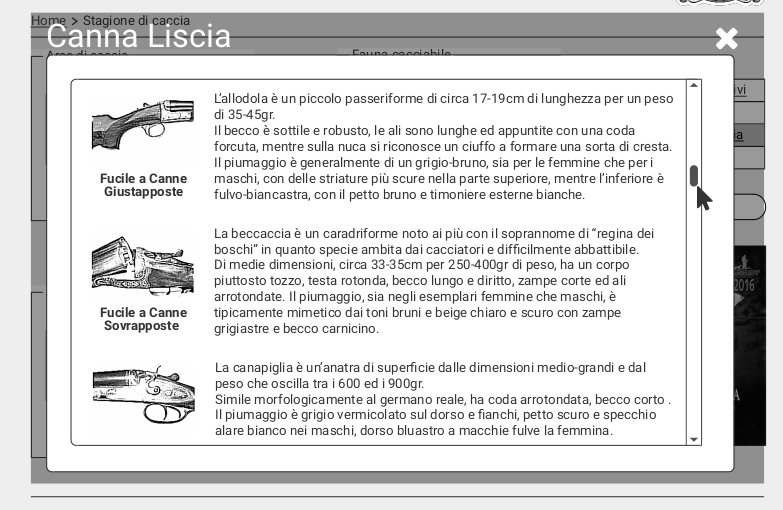 Home > Stagione di caccia
Canna Liscia
Fauna cacciabile
L'allodola è un piccolo passeriforme di circa 17-19cm di lunghezza per un peso
di 35-45gr.
Il becco è sottile e robusto, le ali sono lunghe ed appuntite con una coda
forcuta, mentre sulla nuca si riconosce un ciuffo a formare una sorta di cresta.
Il piumaggio è generalmente di un grigio-bruno, sia per le femmine che per i
maschi, con delle striature più scure nella parte superiore, mentre l'inferiore è
fulvo-biancastra, con il petto bruno e timoniere esterne bianche.
Fucile a Canne
Giustapposte
La beccaccia è un caradriforme noto ai più con il soprannome di “regina dei
boschi” in quanto specie ambita dai cacciatori e difficilmente abbattibile.
Di medie dimensioni, circa 33-35cm per 250-400gr di peso, ha un corpo
piuttosto tozzo, testa rotonda, becco lungo e diritto, zampe corte ed ali
arrotondate. Il piumaggio, sia negli esemplari femmine che maschi, è
tipicamente mimetico dai toni bruni e beige chiaro e scuro con zampe
grigiastre e becco carnicino.
Fucile a Canne
Sovrapposte
La canapiglia è un'anatra di superficie dalle dimensioni medio-grandi e dal
peso che oscilla tra i 600 ed i 900gr.
Simile morfologicamente al germano reale, ha coda arrotondata, becco corto .
Il piumaggio è grigio vermicolato sul dorso e fianchi, petto scuro e specchio
alare bianco nei maschi, dorso bluastro a macchie fulve la femmina.
2016